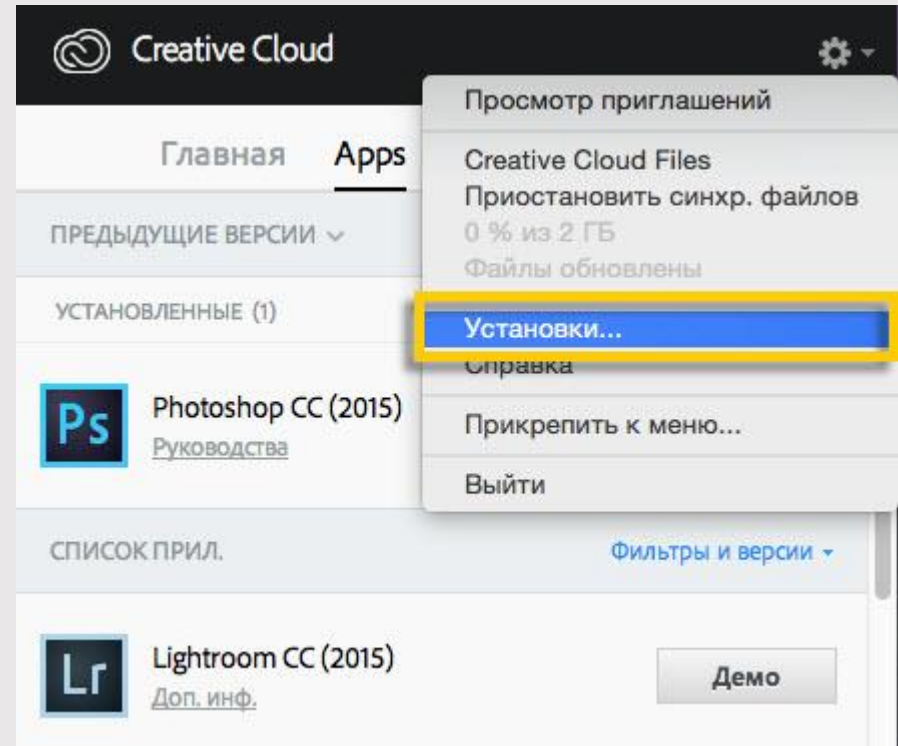 Creative Cloud
Просмотр приглашений
Creative Cloud Files
Приостановить синхр. файлов
0 % из 2 ГБ
Файлы обновлены
Установки...
Справка
Прикрепить к меню...
Выйти
Главная Apps
ПРЕДЫДУЩИЕ ВЕРСИИ
УСТАНОВЛЕННЫЕ (1)
Ps
Photoshop CC (2015)
Руководства
СПИСОК ПРИЛ. Фильтры и версии
Lr
Lightroom CC (2015)
Доп. инф.
Демо